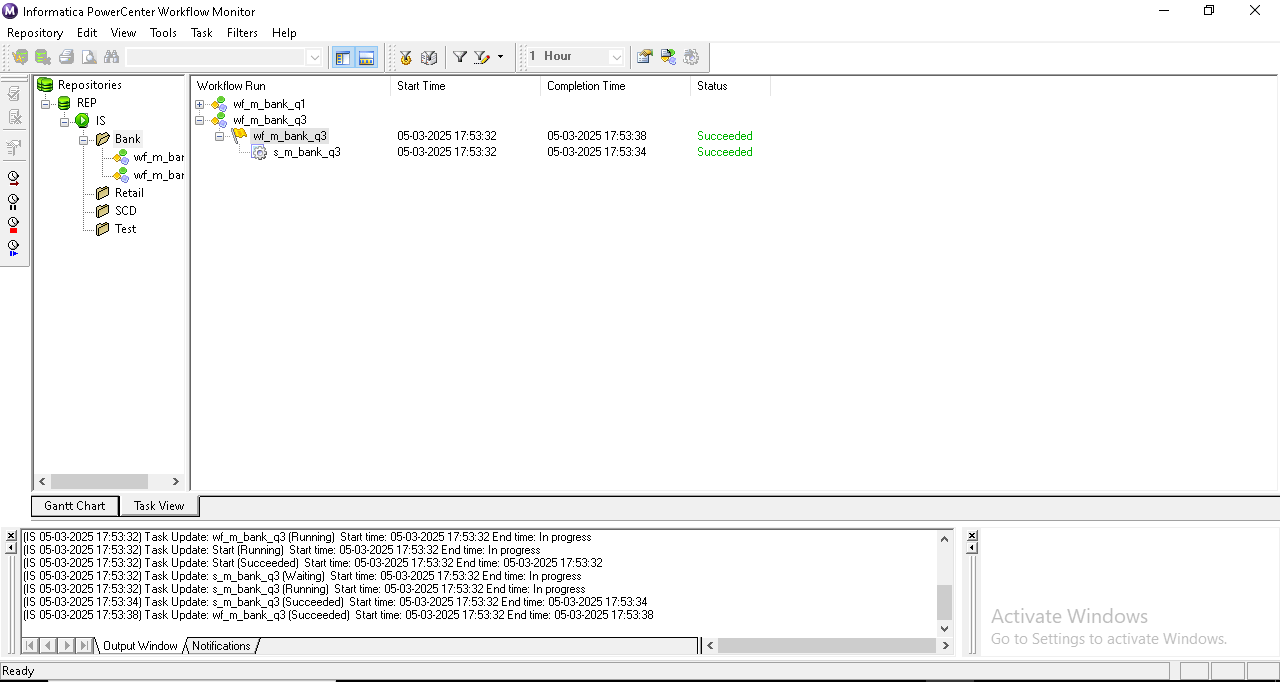 Informatica PowerCenter Workflow Monitor
Repository Edit View Tools Task Filters Help
1 Hour
Repositories
REP
IS
Bank
wf_m_bar
wf_m_bar
Retail
SCD
Test
Workflow Run Start Time Completion Time Status
wf_m_bank_q1
wf_m_bank_q3
wf_m_bank_q3 05-03-2025 17:53:32 05-03-2025 17:53:38 Succeeded
s_m_bank_q3 05-03-2025 17:53:32 05-03-2025 17:53:34 Succeeded
Gantt Chart Task View
(IS 05-03-2025 17:53:32) Task Update: wf_m_bank_q3 (Running) Start time: 05-03-2025 17:53:32 End time: In progress
(IS 05-03-2025 17:53:32) Task Update: Start (Running) Start time: 05-03-2025 17:53:32 End time: In progress
(IS 05-03-2025 17:53:32) Task Update: Start (Succeeded) Start time: 05-03-2025 17:53:32 End time: 05-03-2025 17:53:32
(IS 05-03-2025 17:53:32) Task Update: s_m_bank_q3 (Waiting) Start time: 05-03-2025 17:53:32 End time: In progress
(IS 05-03-2025 17:53:32) Task Update: s_m_bank_q3 (Running) Start time: 05-03-2025 17:53:32 End time: In progress
(IS 05-03-2025 17:53:34) Task Update: s_m_bank_q3 (Succeeded) Start time: 05-03-2025 17:53:32 End time: 05-03-2025 17:53:34
(IS 05-03-2025 17:53:38) Task Update: wf_m_bank_q3 (Succeeded) Start time: 05-03-2025 17:53:32 End time: 05-03-2025 17:53:38
Output Window Notifications
Activate Windows
Go to Settings to activate Windows.
Ready